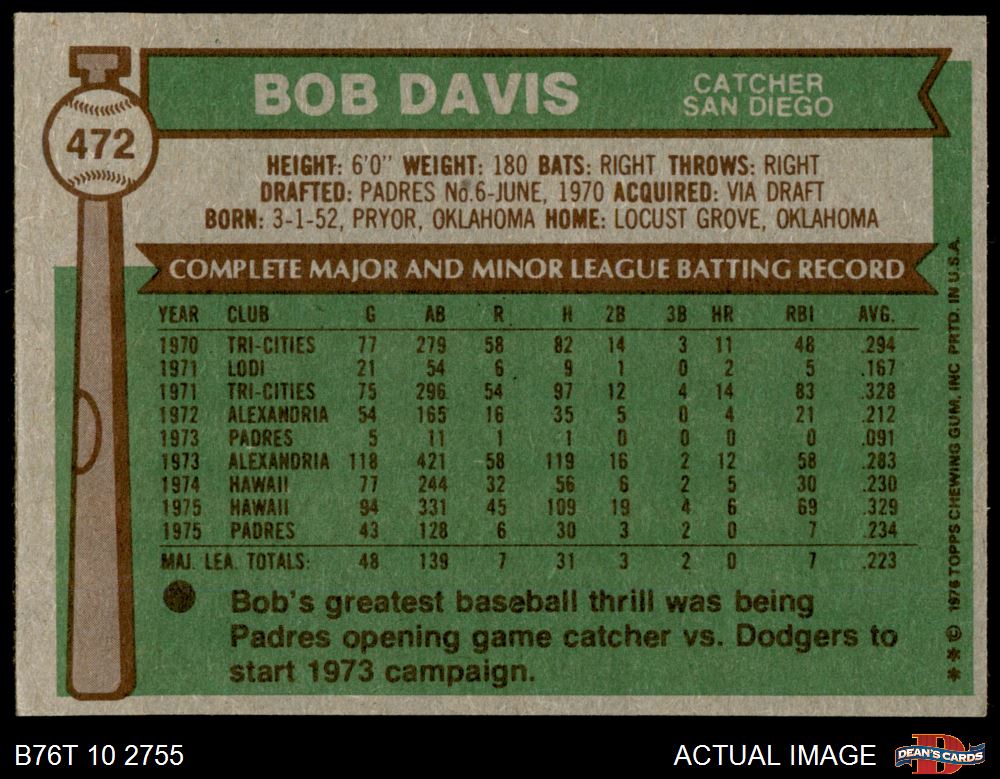 BOB DAVIS
CATCHER
SAN DIEGO
472
HEIGHT: 6'0" WEIGHT: 180 BATS: RIGHT THROWS: RIGHT
DRAFTED: PADRES No.6-JUNE, 1970 ACQUIRED: VIA DRAFT
BORN: 3-1-52, PRYOR, OKLAHOMA HOME: LOCUST GROVE, OKLAHOMA
COMPLETE MAJOR AND MINOR LEAGUE BATTING RECORD
YEAR CLUB G AB R H 2B 3B HR RBI AVG.
1970 TRI-CITIES 77 279 58 82 14 3 11 48 .294
1971 LODI 21 54 6 9 1 0 2 5 .167
1971 TRI-CITIES 75 296 54 97 12 4 14 83 .328
1972 ALEXANDRIA 54 165 16 35 5 0 4 21 .212
1973 PADRES 5 11 1 1 0 0 0 0 .091
1973 ALEXANDRIA 118 421 58 119 16 2 12 58 .283
1974 HAWAII 77 244 32 56 6 2 5 30 .230
1975 HAWAII 94 331 45 109 19 4 6 69 .329
1975 PADRES 43 128 6 30 3 2 0 7 .234
MAJ. LEA. TOTALS: 48 139 7 31 3 2 0 7 .223
Bob's greatest baseball thrill was being
Padres opening game catcher vs. Dodgers to
start 1973 campaign.
* * © 1976 TOPPS CHEWING GUM, INC PRTD. IN U.S.A.
B76T 10 2755
ACTUAL IMAGE
DEAN'S CARDS